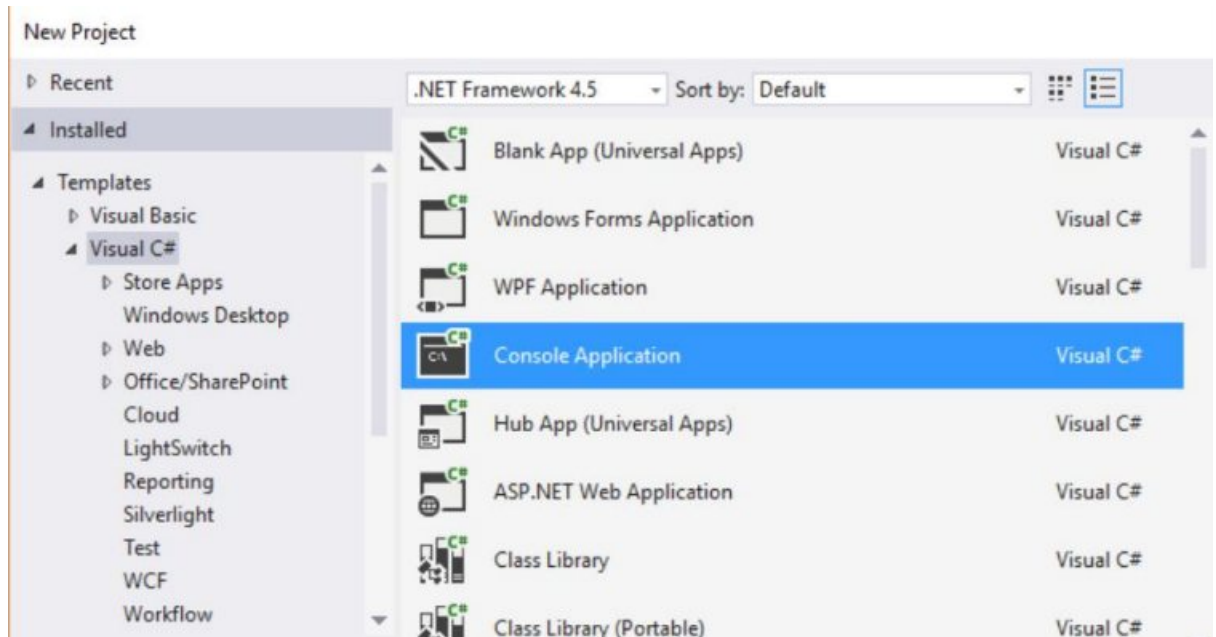 New Project
Recent
Installed
Templates
Visual Basic
Visual C#
Store Apps
Windows Desktop
Web
Office/SharePoint
Cloud
LightSwitch
Reporting
Silverlight
Test
WCF
Workflow
.NET Framework 4.5 Sort by: Default
Blank App (Universal Apps) Visual C#
Windows Forms Application Visual C#
WPF Application Visual C#
Console Application Visual C#
Hub App (Universal Apps) Visual C#
ASP.NET Web Application Visual C#
Class Library Visual C#
Class Library (Portable) Visual C#